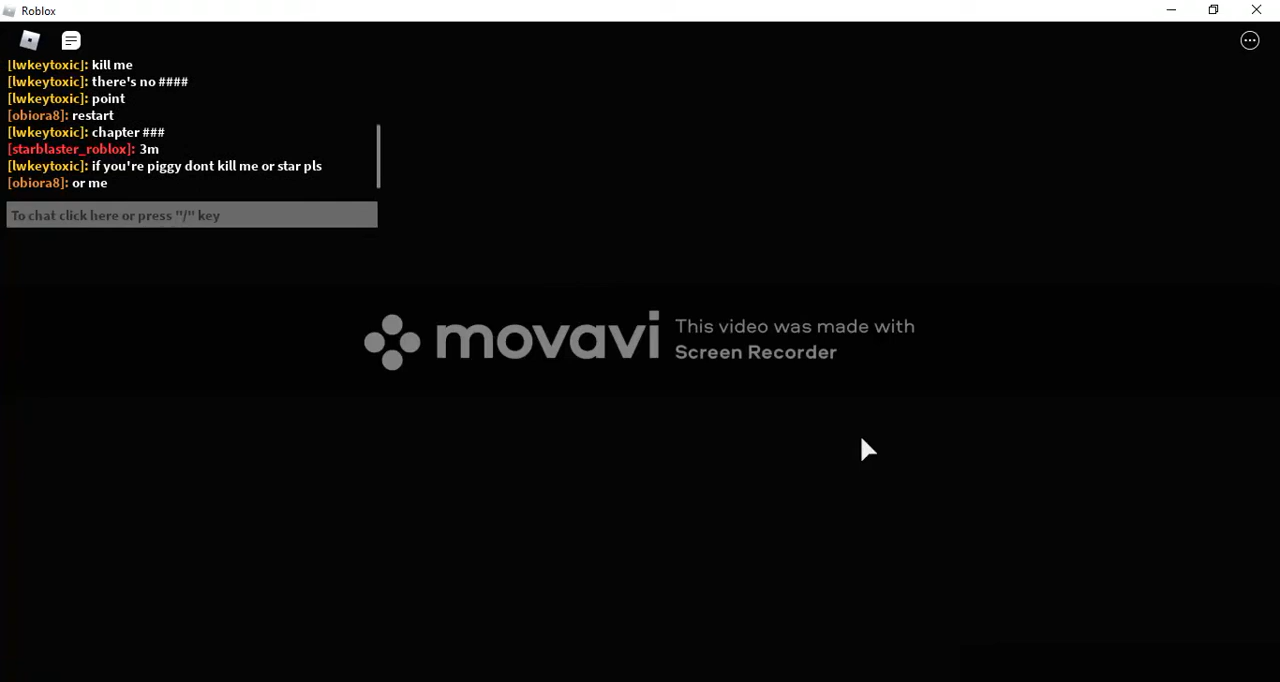 Roblox
[lwkeytoxic]: kill me
[lwkeytoxic]: there's no ####
[lwkeytoxic]: point
[obiora8]: restart
[lwkeytoxic]: chapter ###
[starblaster_roblox]: 3m
[lwkeytoxic]: if you're piggy dont kill me or star pls
[obiora8]: or me
To chat click here or press "/" key
movavi
This video was made with
Screen Recorder